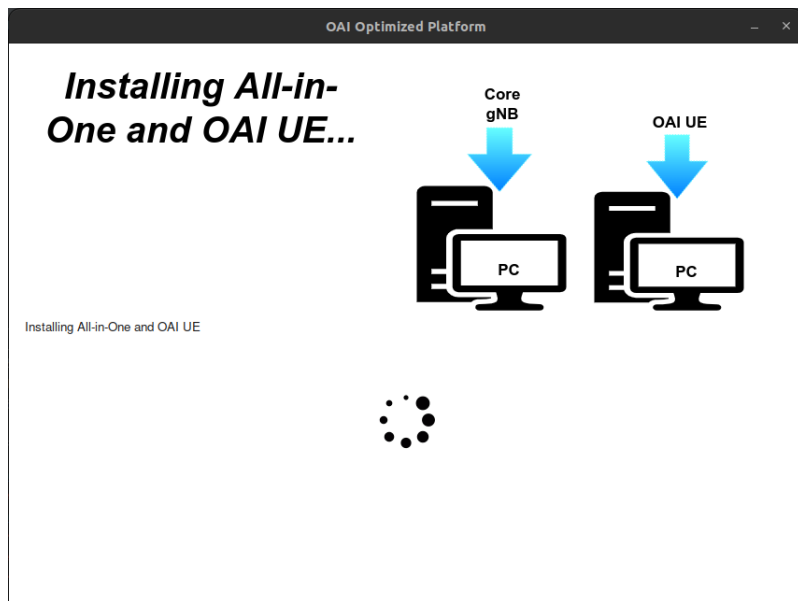 OAI Optimized Platform
Installing All-in-
One and OAI UE...
Core
gNB
OAI UE
PC
PC
Installing All-in-One and OAI UE